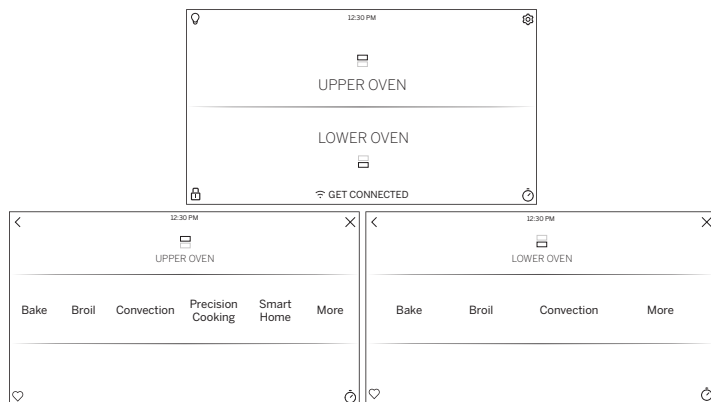 12:30 PM
UPPER OVEN
LOWER OVEN
GET CONNECTED
12:30 PM
UPPER OVEN
Bake Broil Convection Precision Cooking Smart Home More
12:30 PM
LOWER OVEN
Bake Broil Convection More